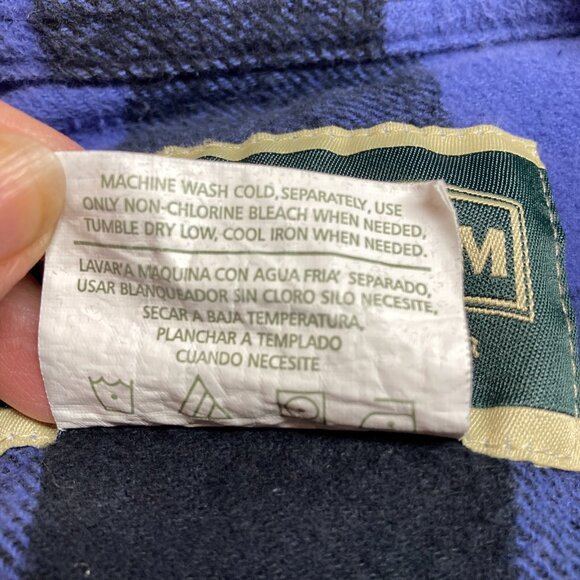 MACHINE WASH COLD, SEPARATELY, USE
ONLY NON-CHLORINE BLEACH WHEN NEEDED,
TUMBLE DRY LOW, COOL IRON WHEN NEEDED.
LAVAR'A MAQUINA CON AGUA FRIA' SEPARADO,
USAR BLANQUEADOR SIN CLORO SILO NECESITE,
SECAR A BAJA TEMPERATURA,
PLANCHAR A TEMPLADO
CUANDO NECESITE
M